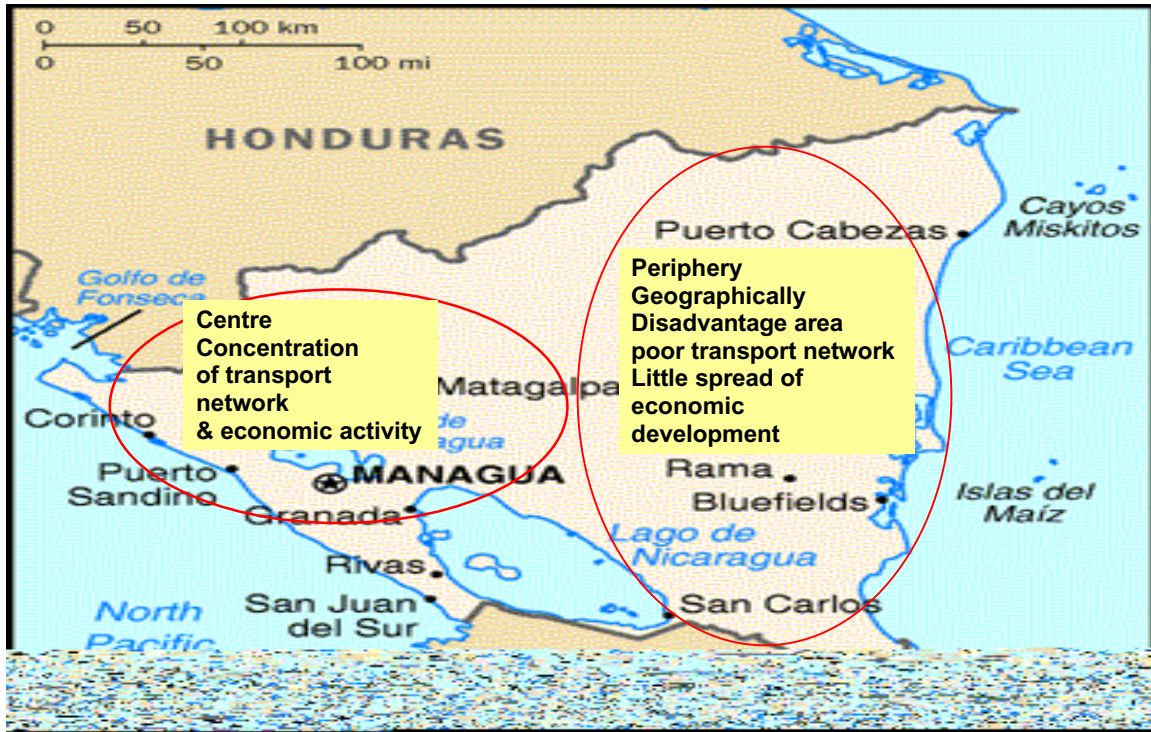 0 50 100 km
0 50 100 mi
HONDURAS
Puerto Cabezas
Cayos
Miskitos
Golfo de
Fonseca
Centre
Concentration
of transport
network
& economic activity
Periphery
Geographically
Disadvantage area
poor transport network
Little spread of
economic
development
Caribbean
Sea
Matagalpa
Corinto
de
Puerto
Sandino
MANAGUA
Granada
Rama
Bluefields
Islas del
Maíz
Lago de
Nicaragua
Rivas
San Juan
del Sur
San Carlos
North
Pacific